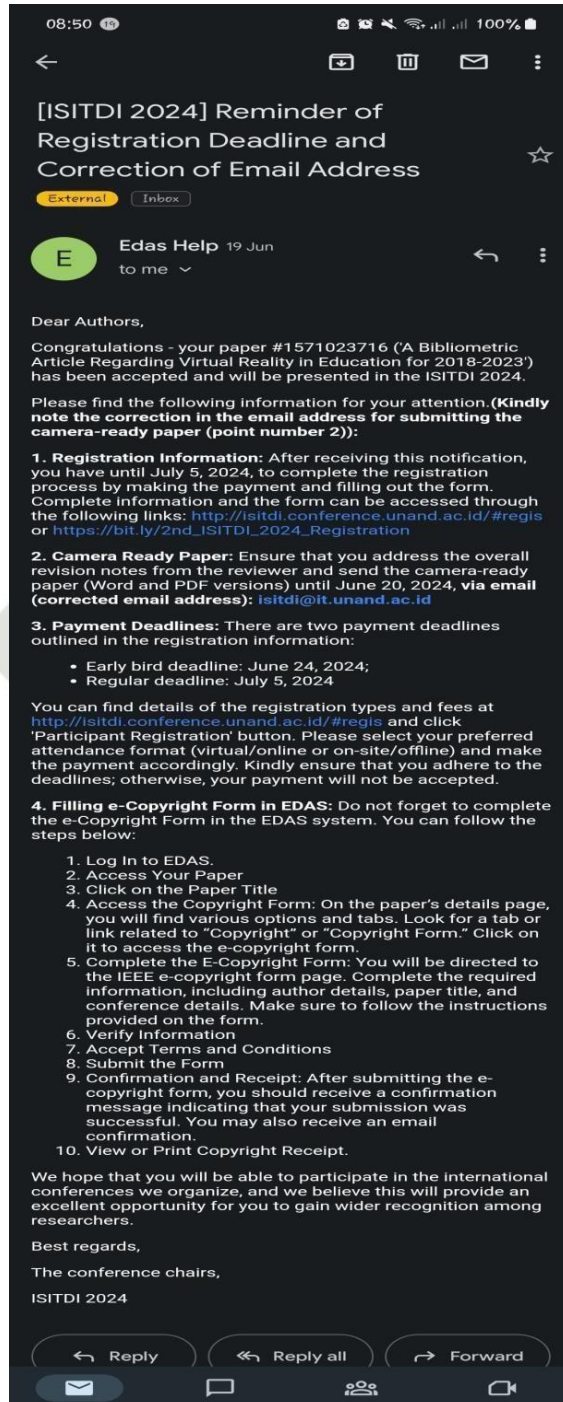 08:50 19 100%
[ISITDI 2024] Reminder of
Registration Deadline and
Correction of Email Address
External Inbox
E
Edas Help 19 Jun
to me
Dear Authors,
Congratulations - your paper #1571023716 ('A Bibliometric
Article Regarding Virtual Reality in Education for 2018-2023')
has been accepted and will be presented in the ISITDI 2024.
Please find the following information for your attention.(Kindly
note the correction in the email address for submitting the
camera-ready paper (point number 2)):
1. Registration Information: After receiving this notification,
you have until July 5, 2024, to complete the registration
process by making the payment and filling out the form.
Complete information and the form can be accessed through
the following links: http://isitdi.conference.unand.ac.id/#regis
or https://bit.ly/2nd_ISITDI_2024_Registration
2. Camera Ready Paper: Ensure that you address the overall
revision notes from the reviewer and send the camera-ready
paper (Word and PDF versions) until June 20, 2024, via email
(corrected email address): isitdi@it.unand.ac.id
3. Payment Deadlines: There are two payment deadlines
outlined in the registration information:
• Early bird deadline: June 24, 2024;
• Regular deadline: July 5, 2024
You can find details of the registration types and fees at
http://isitdi.conference.unand.ac.id/#regis and click
'Participant Registration' button. Please select your preferred
attendance format (virtual/online or on-site/offline) and make
the payment accordingly. Kindly ensure that you adhere to the
deadlines; otherwise, your payment will not be accepted.
4. Filling e-Copyright Form in EDAS: Do not forget to complete
the e-Copyright Form in the EDAS system. You can follow the
steps below:
1. Log In to EDAS.
2. Access Your Paper
3. Click on the Paper Title
4. Access the Copyright Form: On the paper's details page,
you will find various options and tabs. Look for a tab or
link related to “Copyright” or “Copyright Form.” Click on
it to access the e-copyright form.
5. Complete the E-Copyright Form: You will be directed to
the IEEE e-copyright form page. Complete the required
information, including author details, paper title, and
conference details. Make sure to follow the instructions
provided on the form.
6. Verify Information
7. Accept Terms and Conditions
8. Submit the Form
9. Confirmation and Receipt: After submitting the e-
copyright form, you should receive a confirmation
message indicating that your submission was
successful. You may also receive an email
confirmation.
10. View or Print Copyright Receipt.
We hope that you will be able to participate in the international
conferences we organize, and we believe this will provide an
excellent opportunity for you to gain wider recognition among
researchers.
Best regards,
The conference chairs,
ISITDI 2024
Reply Reply all Forward